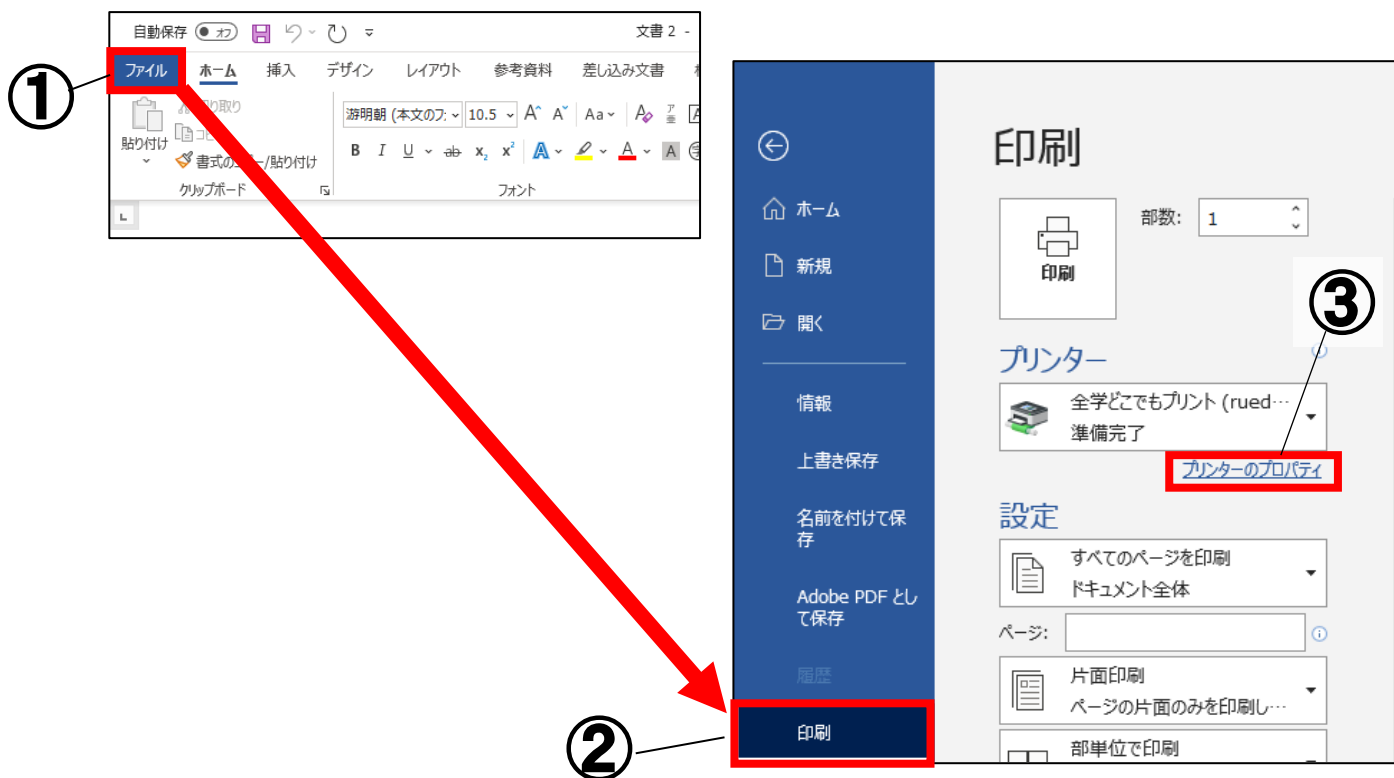 自動保存 オフ 文書 2 -
①
ファイル ホーム 挿入 デザイン レイアウト 参考資料 差し込み文書
貼り付け
書式の
/貼り付け
クリップボード
游明朝 (本文のフ: 10.5 A A Aa A
B I U ab x₂ x² A A A
フォント
印刷
ホーム
新規
開く
情報
上書き保存
名前を付けて保
存
Adobe PDF とし
て保存
履歴
②
印刷
印刷
部数: 1
③
プリンター
全学どこでもプリント (rued…
準備完了
プリンターのプロパティ
設定
すべてのページを印刷
ドキュメント全体
ページ:
片面印刷
ページの片面のみを印刷し…
部単位で印刷